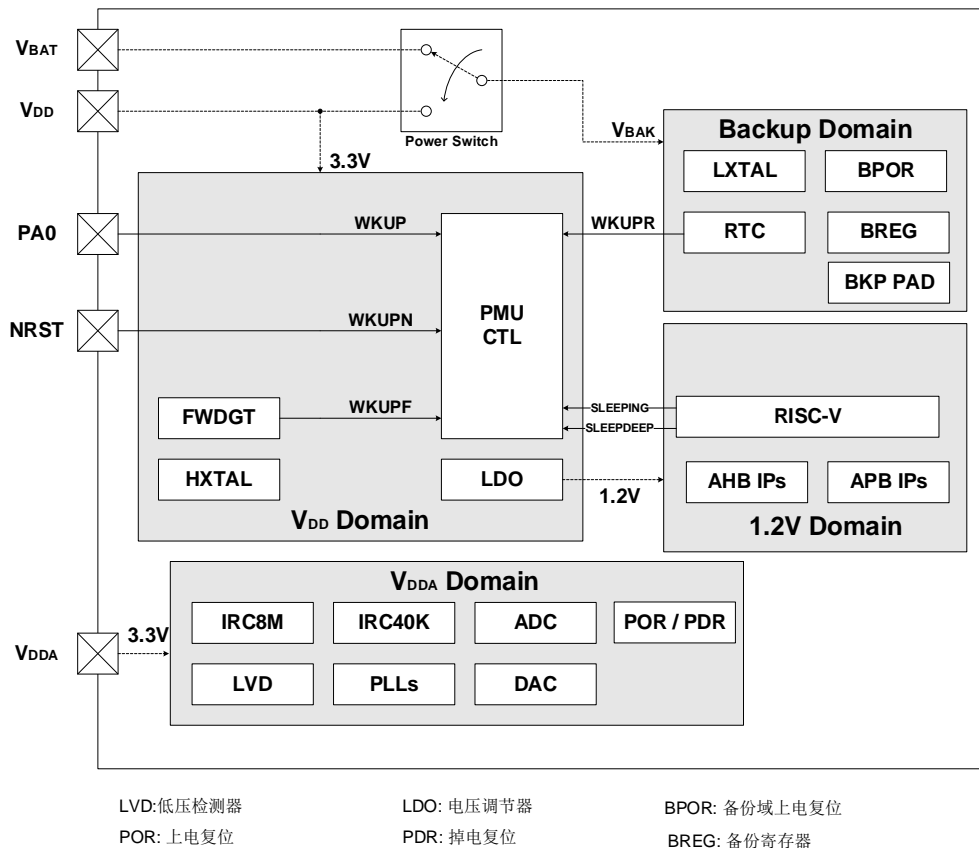 VBAT
VDD
Power Switch
3.3V
VBAK
Backup Domain
LXTAL
BPOR
RTC
BREG
BKP PAD
PA0
WKUP
WKUPR
NRST
WKUPN
PMU
CTL
FWDGT
WKUPF
SLEEPING
SLEEPDEEP
RISC-V
HXTAL
LDO
1.2V
AHB IPs
APB IPs
VDD Domain
1.2V Domain
VDDA Domain
VDDA
3.3V
IRC8M
IRC40K
ADC
POR / PDR
LVD
PLLs
DAC
LVD:低压检测器
LDO: 电压调节器
BPOR: 备份域上电复位
POR: 上电复位
PDR: 掉电复位
BREG: 备份寄存器